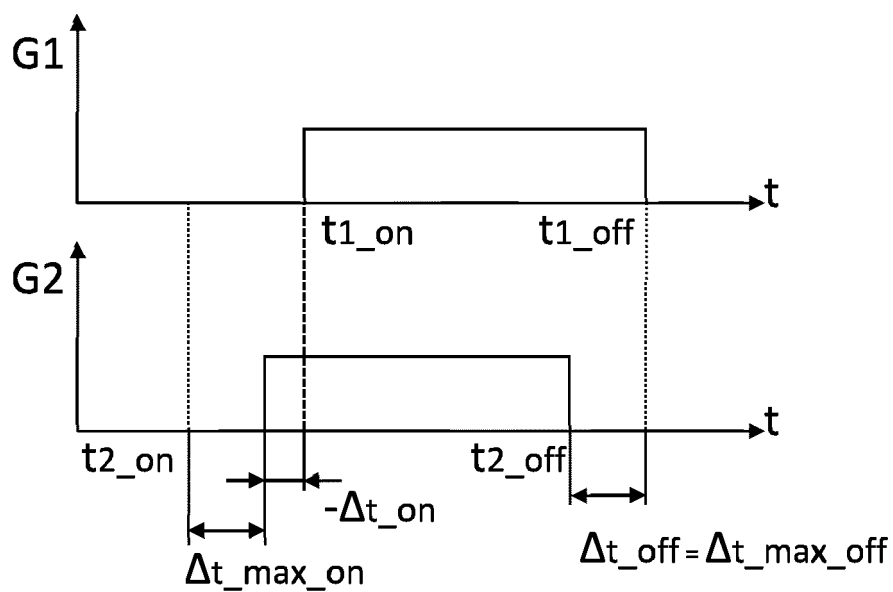 G1
t
t1_on
t1_off
G2
t
t2_on
t2_off
-Δt_on
Δt_max_on
Δt_off = Δt_max_off